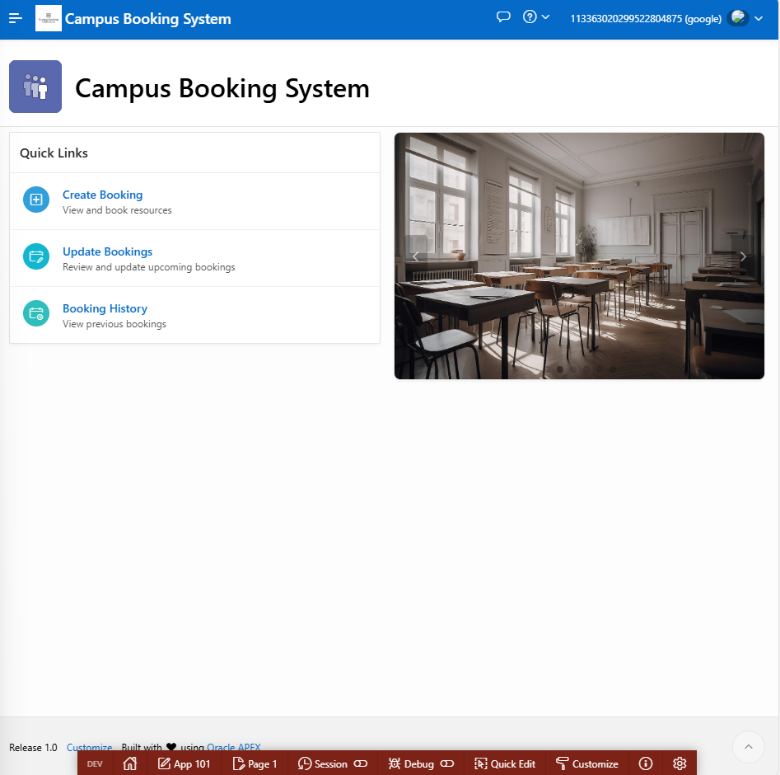 Campus Booking System
113363020299522804875 (google)
Campus Booking System
Quick Links
Create Booking
View and book resources
Update Bookings
Review and update upcoming bookings
Booking History
View previous bookings
Release 1.0 Customize Built with ♥ using Oracle APEX
DEV App 101 Page 1 Session Debug Quick Edit Customize